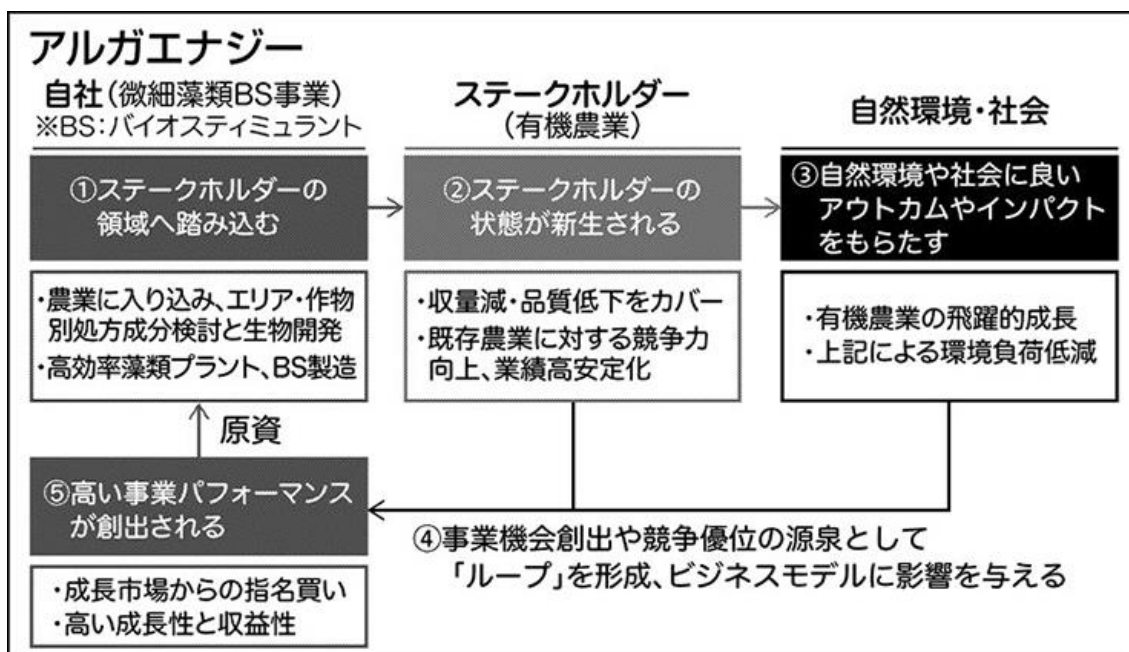 アルガエナジー
自社(微細藻類BS事業)
※BS:バイオスティミュラント
ステークホルダー
(有機農業)
自然環境・社会
①ステークホルダーの
領域へ踏み込む
②ステークホルダーの
状態が新生される
③自然環境や社会に良い
アウトカムやインパクト
をもらたす
・農業に入り込み、エリア・作物
別処方成分検討と生物開発
・高効率藻類プラント、BS製造
・収量減・品質低下をカバー
・既存農業に対する競争力
向上、業績高安定化
・有機農業の飛躍的成長
・上記による環境負荷低減
原資
⑤高い事業パフォーマンス
が創出される
④事業機会創出や競争優位の源泉として
「ループ」を形成、ビジネスモデルに影響を与える
・成長市場からの指名買い
・高い成長性と収益性